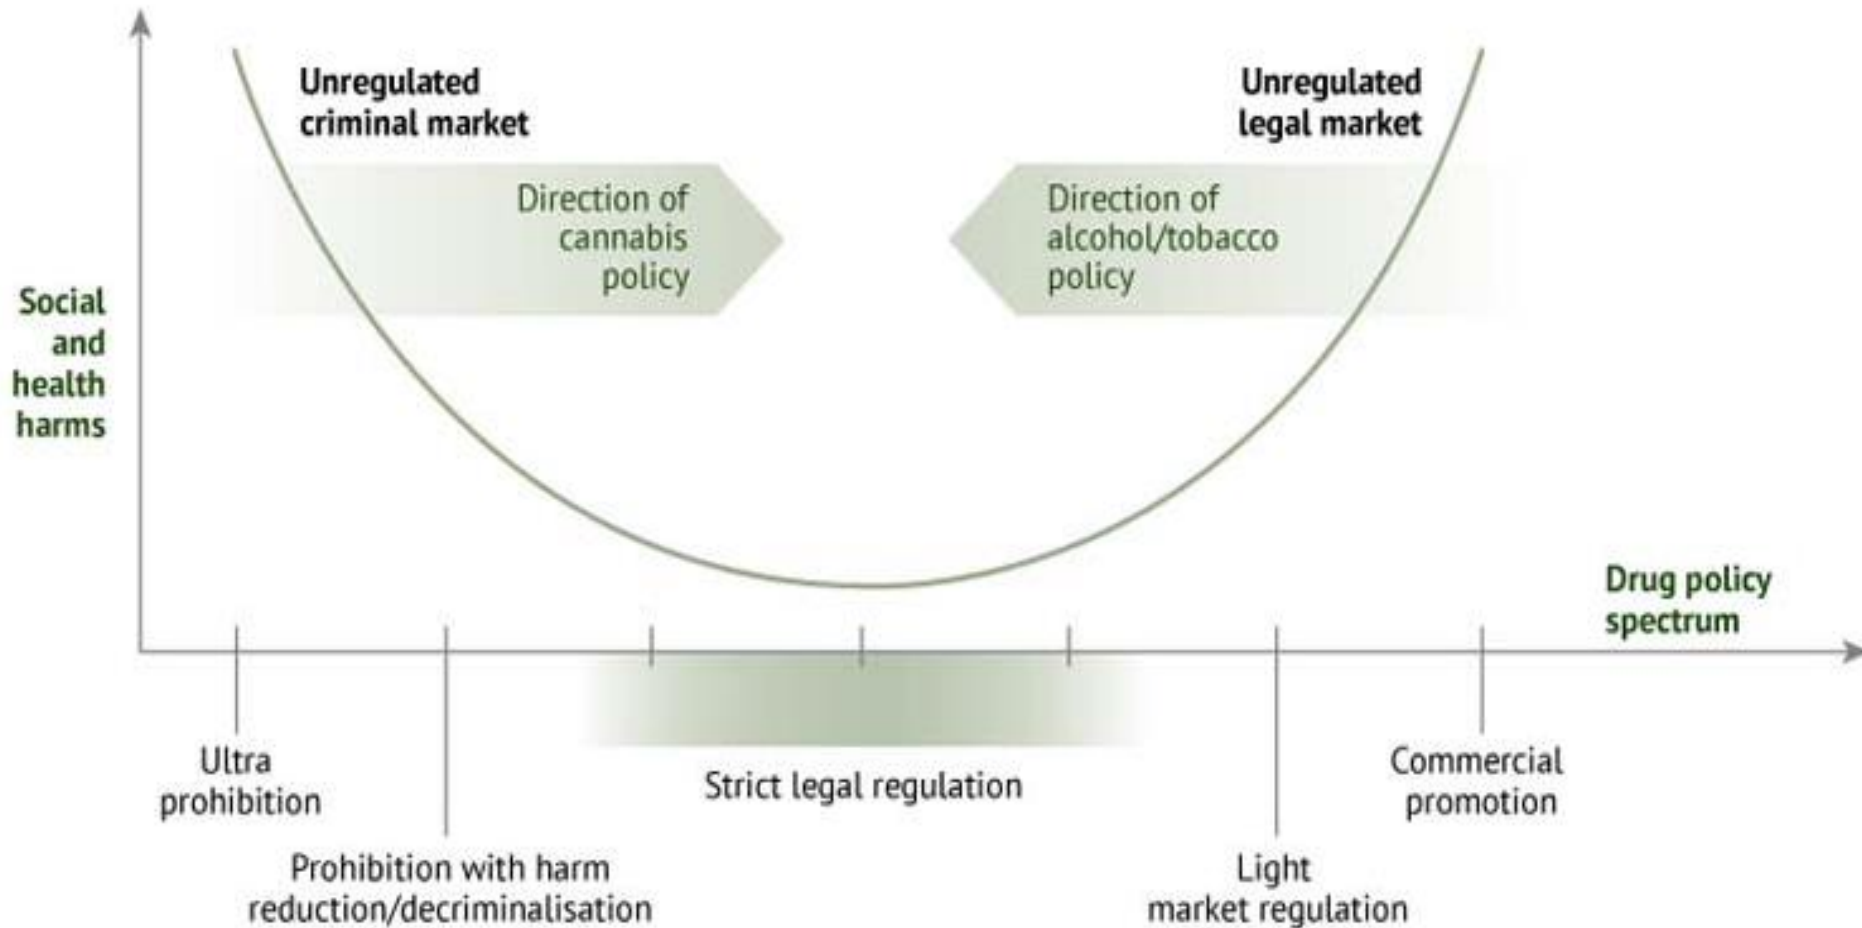 Unregulated
criminal market
Unregulated
legal market
Direction of
cannabis
policy
Direction of
alcohol/tobacco
policy
Social
and
health
harms
Drug policy
spectrum
Ultra
prohibition
Prohibition with harm
reduction/decriminalisation
Strict legal regulation
Light
market regulation
Commercial
promotion